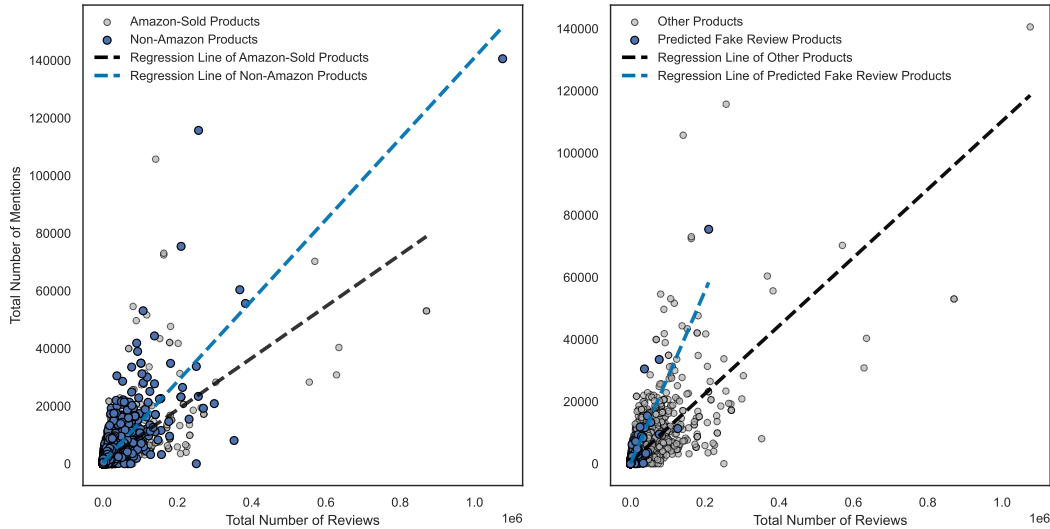 Amazon-Sold Products
Non-Amazon Products
Regression Line of Amazon-Sold Products
Regression Line of Non-Amazon Products
140000
120000
100000
80000
60000
40000
20000
0
Total Number of Mentions
0.0 0.2 0.4 0.6 0.8 1.0
1e6
Total Number of Reviews
Other Products
Predicted Fake Review Products
Regression Line of Other Products
Regression Line of Predicted Fake Review Products
140000
120000
100000
80000
60000
40000
20000
0
0.0 0.2 0.4 0.6 0.8 1.0
1e6
Total Number of Reviews